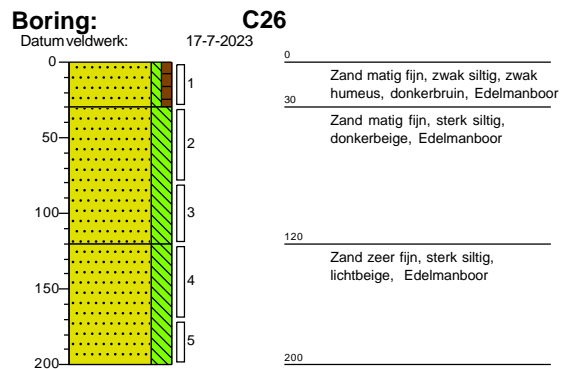 Boring: C26
Datum veldwerk: 17-7-2023
0
50
100
150
200
1
2
3
4
5
0
Zand matig fijn, zwak siltig, zwak
humeus, donkerbruin, Edelmanboor
30
Zand matig fijn, sterk siltig,
donkerbeige, Edelmanboor
120
Zand zeer fijn, sterk siltig,
lichtbeige, Edelmanboor
200